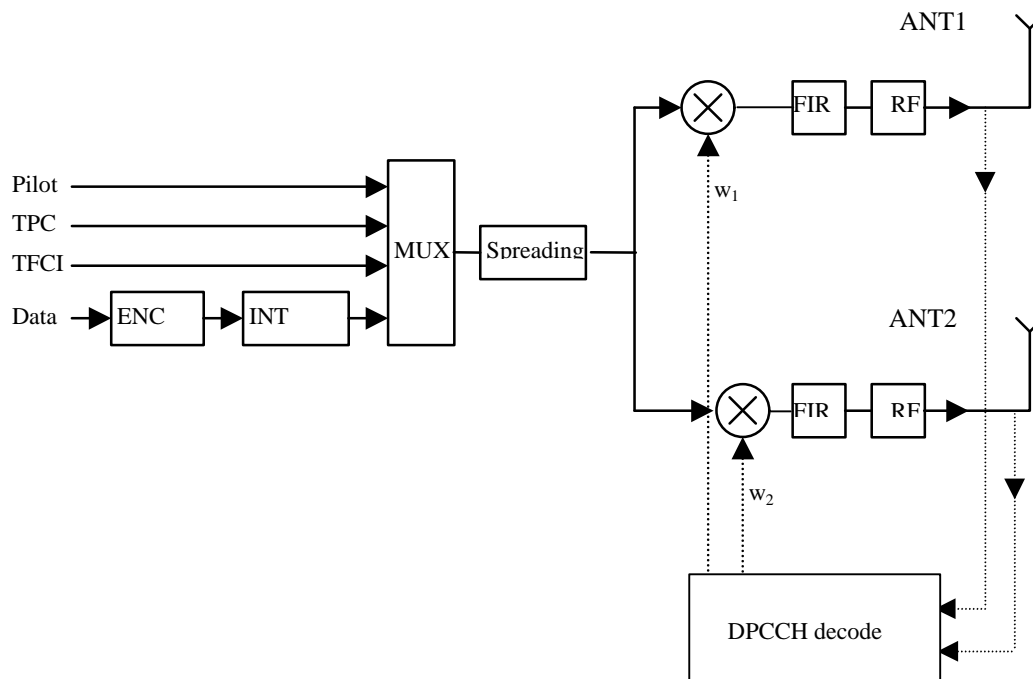 ANT1
FIR
RF
Pilot
w1
TPC
MUX
Spreading
TFCI
Data
ENC
INT
ANT2
FIR
RF
w2
DPCCH decode